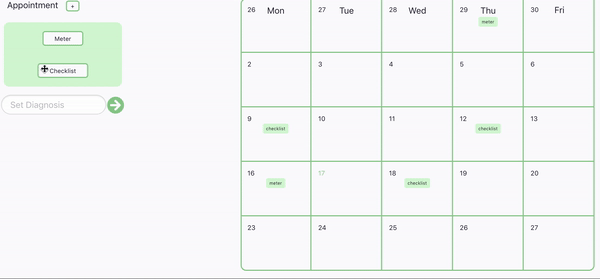 Appointment +
Meter
Checklist
Set Diagnosis
26 Mon 27 Tue 28 Wed 29 Thu 30 Fri
meter
2 3 4 5 6
9 10 11 12 13
checklist checklist
16 17 18 19 20
meter checklist
23 24 25 26 27